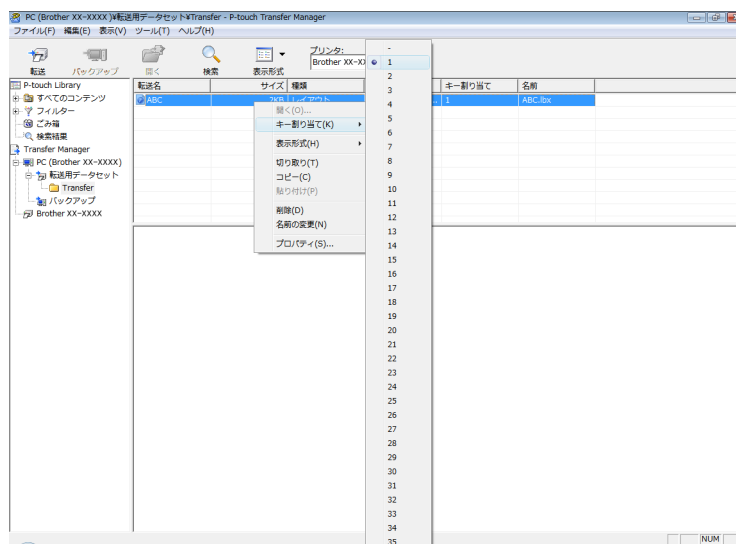 PC (Brother XX-XXXX )¥転送用データセット¥Transfer - P-touch Transfer Manager
ファイル(F) 編集(E) 表示(V) ツール(T) ヘルプ(H)
転送 バックアップ 開く 検索 表示形式
プリンタ:
Brother XX-X
P-touch Library
すべてのコンテンツ
フィルター
ごみ箱
検索結果
Transfer Manager
PC (Brother XX-XXXX)
転送用データセット
Transfer
バックアップ
Brother XX-XXXX
転送名 サイズ 種類 キー割り当て 名前
ABC 2KB レイアウト 1 ABC.lbx
開く(O)...
キー割り当て(K)
表示形式(H)
切り取り(T)
コピー(C)
貼り付け(P)
削除(D)
名前の変更(N)
プロパティ(S)...
-
1
2
3
4
5
6
7
8
9
10
11
12
13
14
15
16
17
18
19
20
21
22
23
24
25
26
27
28
29
30
31
32
33
34
35
NUM